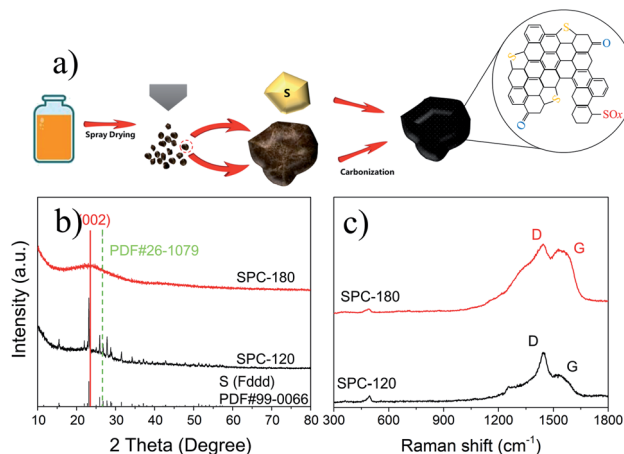 a)
S
Spray Drying
Carbonization
S
S
S
O
O
SOx
b)
(002)
PDF#26-1079
SPC-180
SPC-120
S (Fddd)
PDF#99-0066
Intensity (a.u.)
10 20 30 40 50 60 70 80
2 Theta (Degree)
c)
D
G
SPC-180
D
G
SPC-120
300 600 900 1200 1500 1800
Raman shift (cm⁻¹)